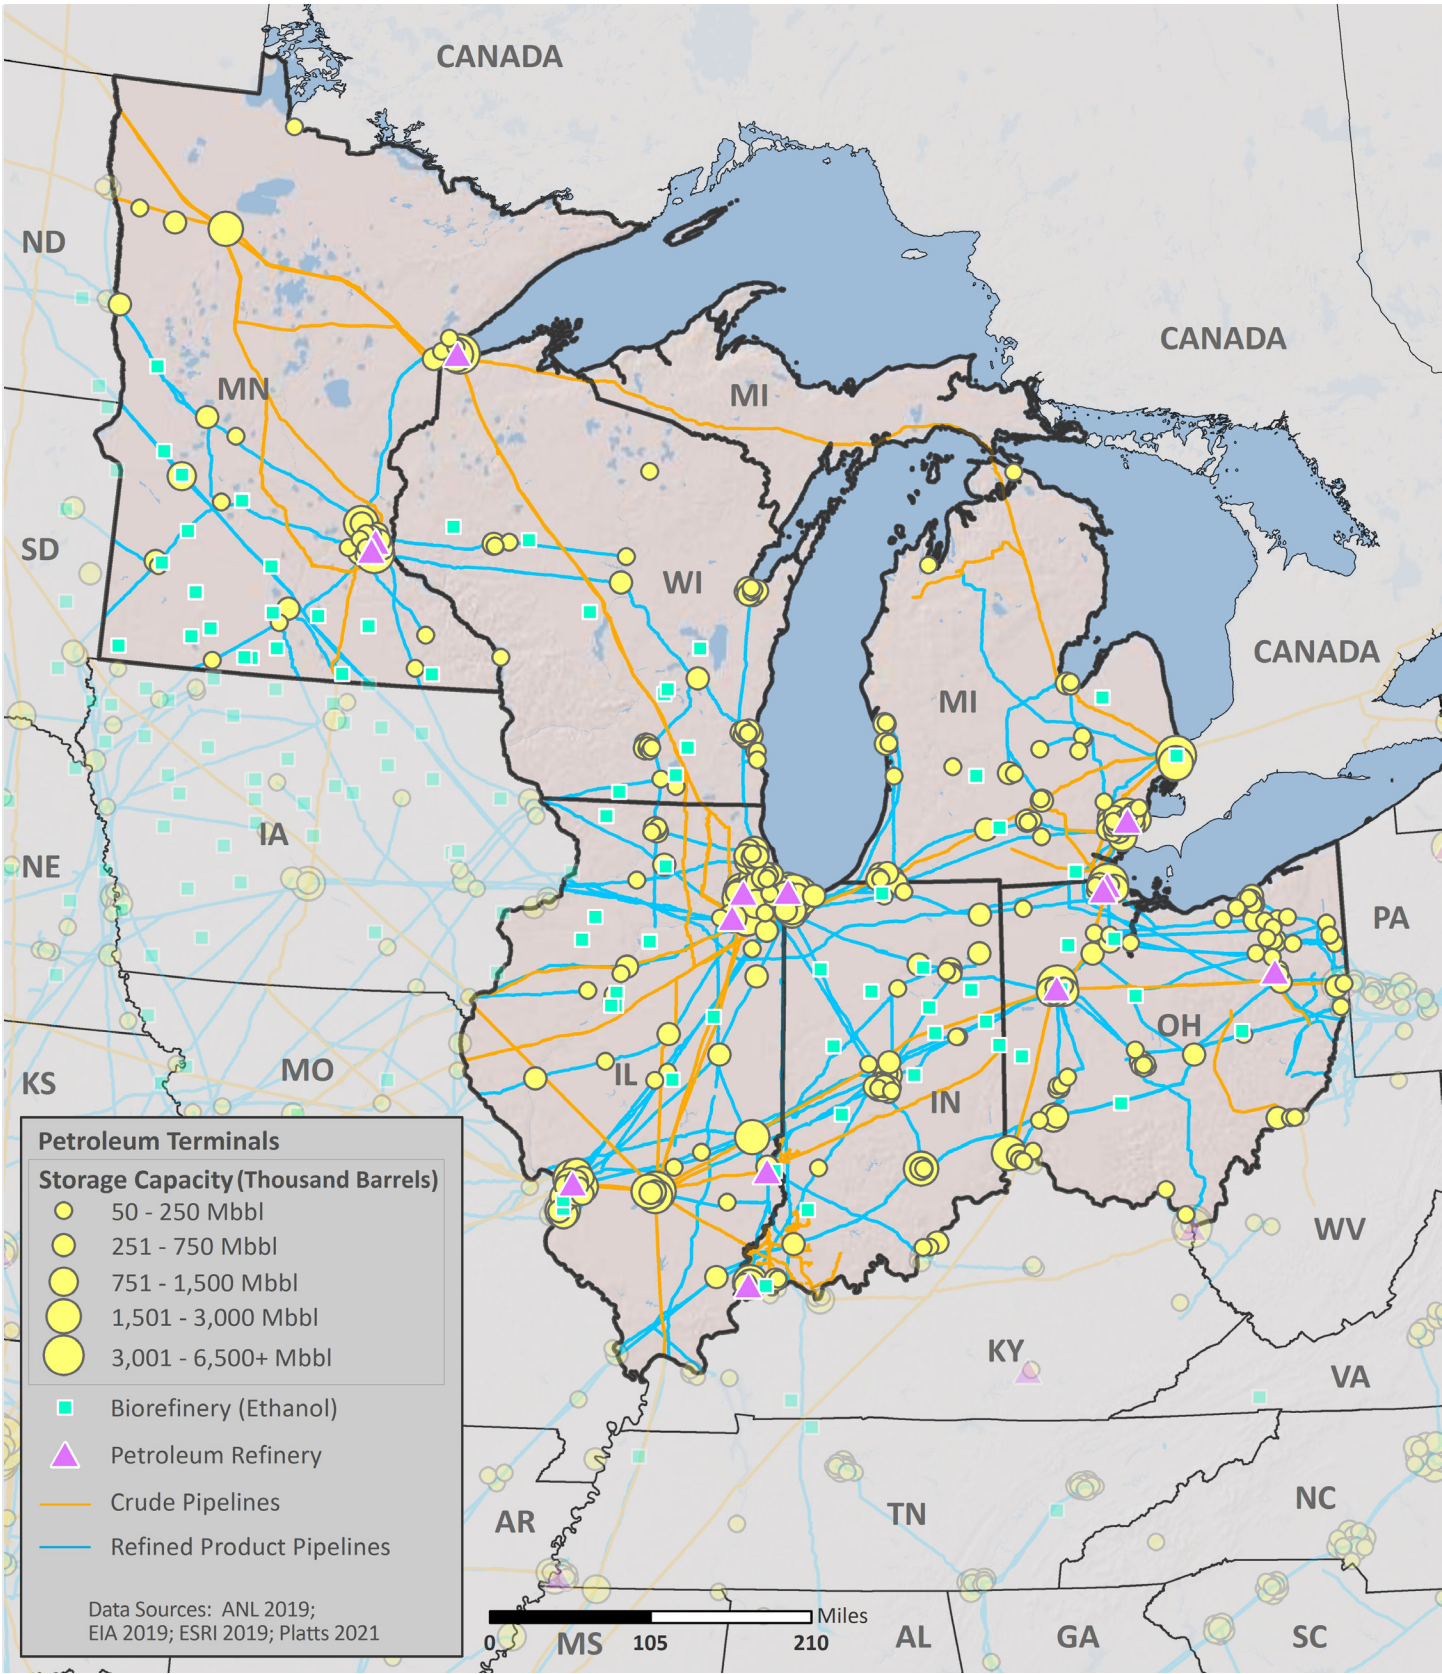 CANADA
ND
CANADA
MN
MI
SD
WI
CANADA
MI
IA
NE
PA
OH
MO
IL
KS
IN
WV
KY
VA
NC
TN
AR
MS
AL
GA
SC
Petroleum Terminals
Storage Capacity (Thousand Barrels)
50 - 250 Mbbl
251 - 750 Mbbl
751 - 1,500 Mbbl
1,501 - 3,000 Mbbl
3,001 - 6,500+ Mbbl
Biorefinery (Ethanol)
Petroleum Refinery
Crude Pipelines
Refined Product Pipelines
Data Sources: ANL 2019;
EIA 2019; ESRI 2019; Platts 2021
Miles
0 105 210